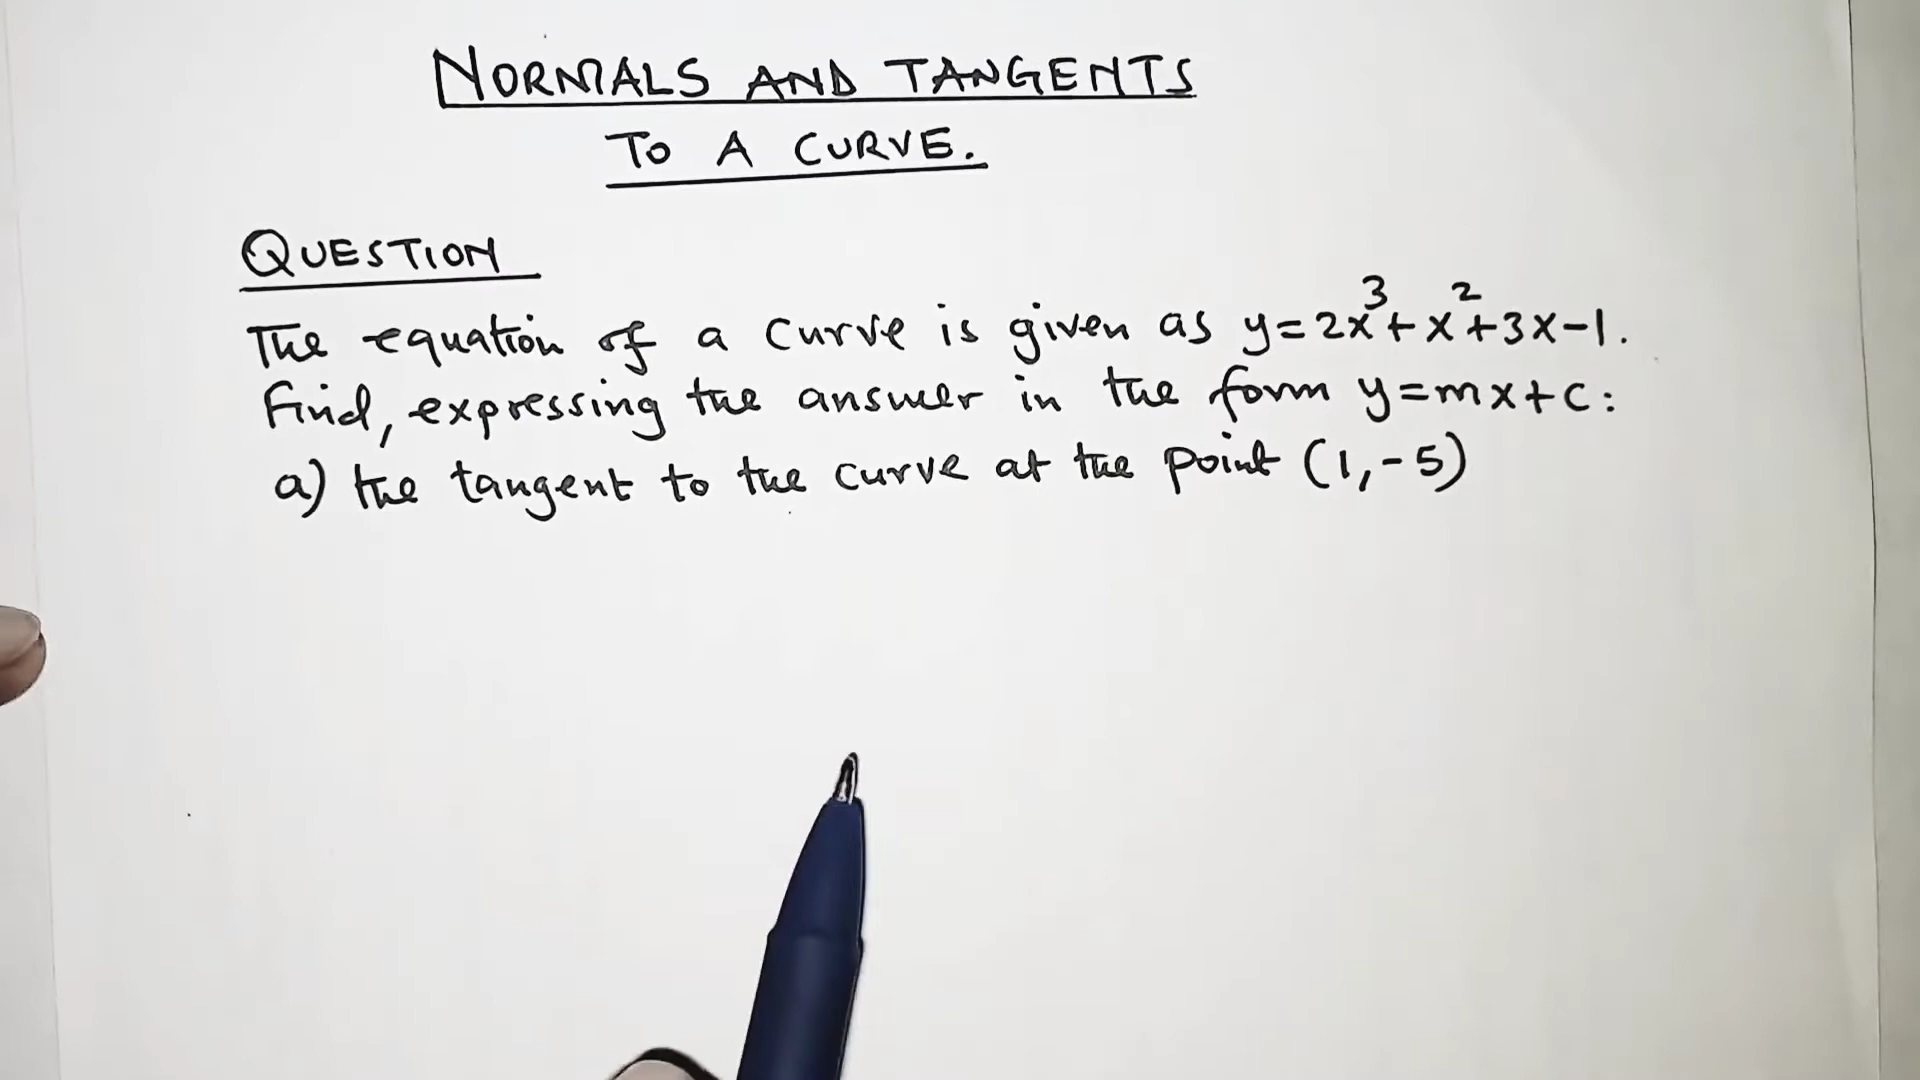 NORMALS AND TANGENTS
TO A CURVE.
QUESTION
The equation of a curve is given as y=2x³+x²+3x-1.
Find, expressing the answer in the form y=mx+c:
a) the tangent to the curve at the point (1,-5)